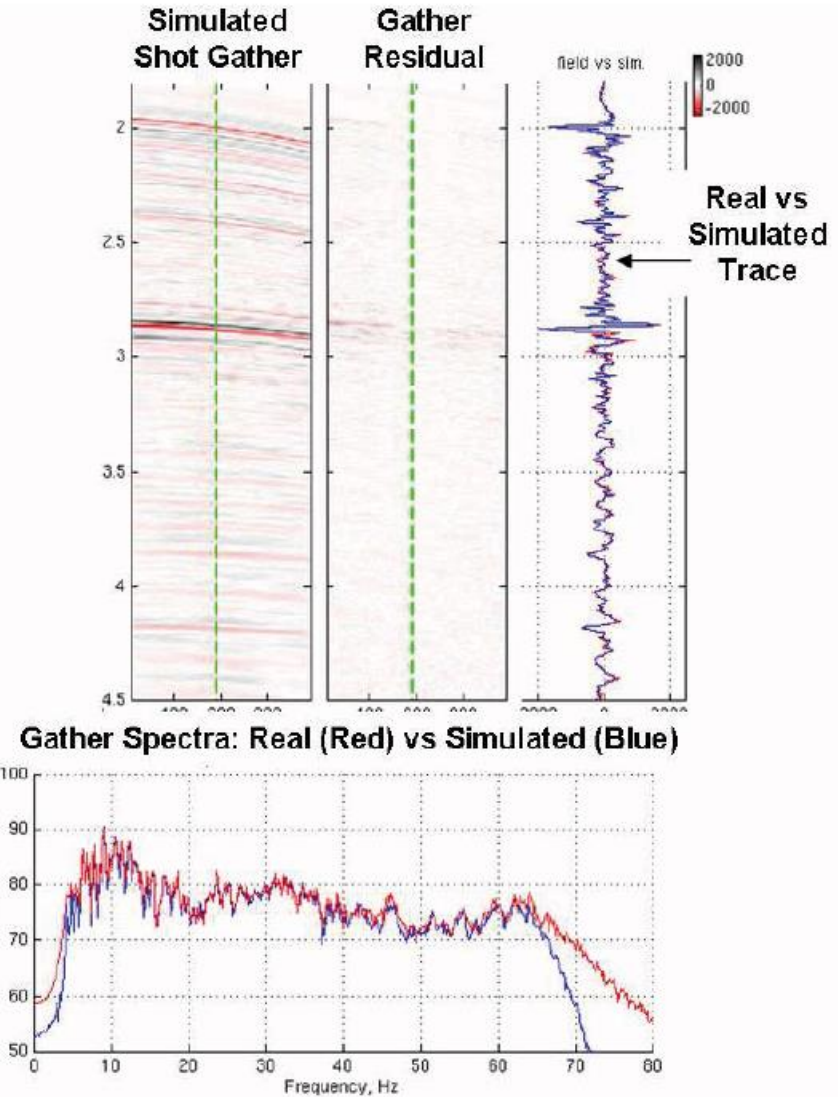 Simulated
Shot Gather
Gather
Residual
field vs sim.
2000
0
-2000
2
2.5
3
3.5
4
4.5
Real vs
Simulated
Trace
Gather Spectra: Real (Red) vs Simulated (Blue)
100
90
80
70
60
50
0 10 20 30 40 50 60 70 80
Frequency, Hz